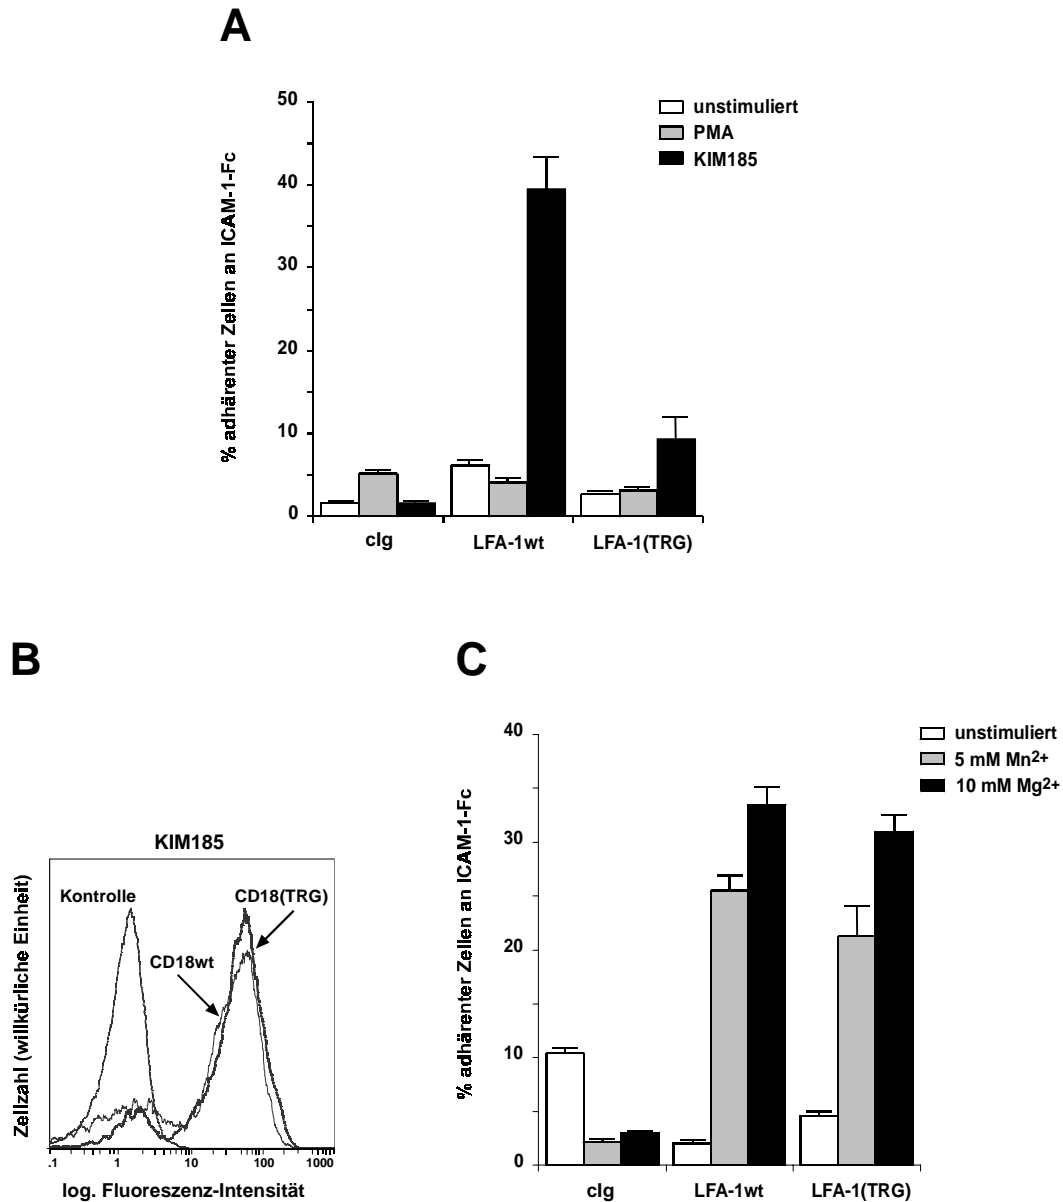 A
% adhärenter Zellen an ICAM-1-Fc
50
40
30
20
10
0
unstimuliert
PMA
KIM185
cIg
LFA-1wt
LFA-1(TRG)
B
KIM185
Zellzahl (willkürliche Einheit)
Kontrolle
CD18(TRG)
CD18wt
.1 1 10 100 1000
log. Fluoreszenz-Intensität
C
% adhärenter Zellen an ICAM-1-Fc
40
30
20
10
0
unstimuliert
5 mM Mn2+
10 mM Mg2+
cIg
LFA-1wt
LFA-1(TRG)